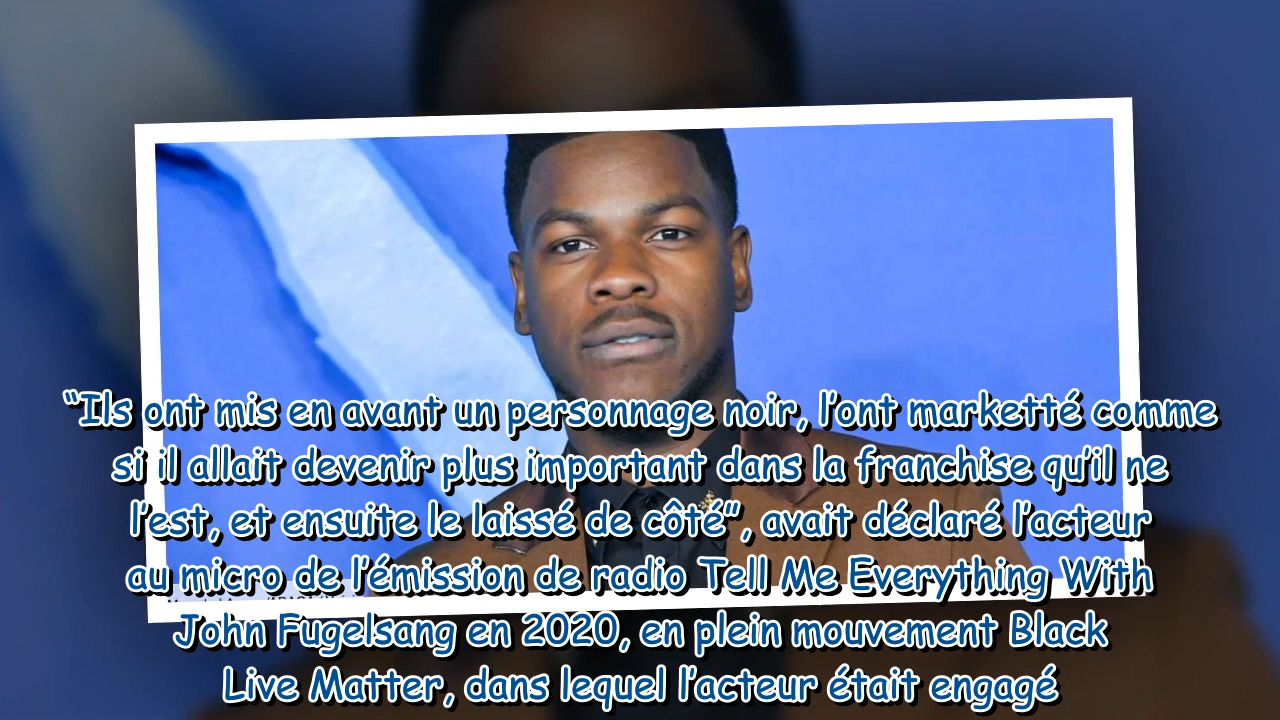 “Ils ont mis en avant un personnage noir, l’ont marketté comme
si il allait devenir plus important dans la franchise qu’il ne
l’est, et ensuite le laissé de côté”, avait déclaré l’acteur
au micro de l’émission de radio Tell Me Everything With
John Fugelsang en 2020, en plein mouvement Black
Live Matter, dans lequel l’acteur était engagé